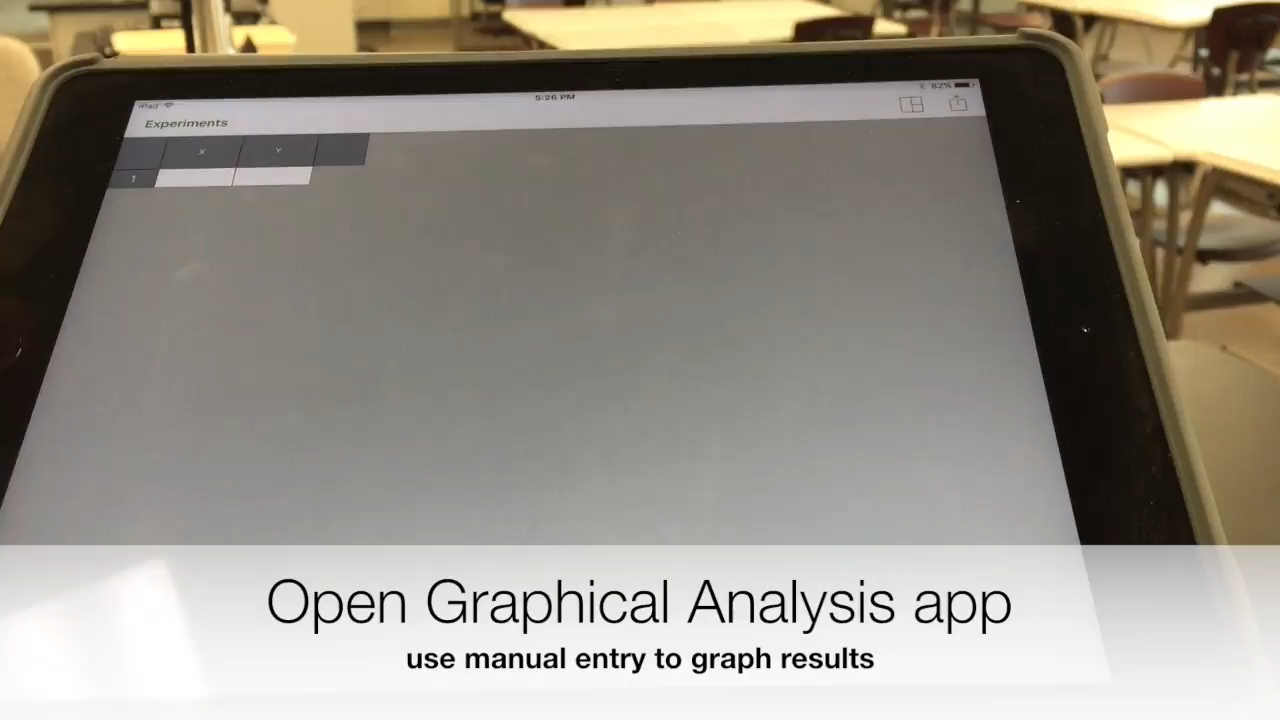 iPad 5:26 PM 82%
Experiments
X Y
1
Open Graphical Analysis app
use manual entry to graph results